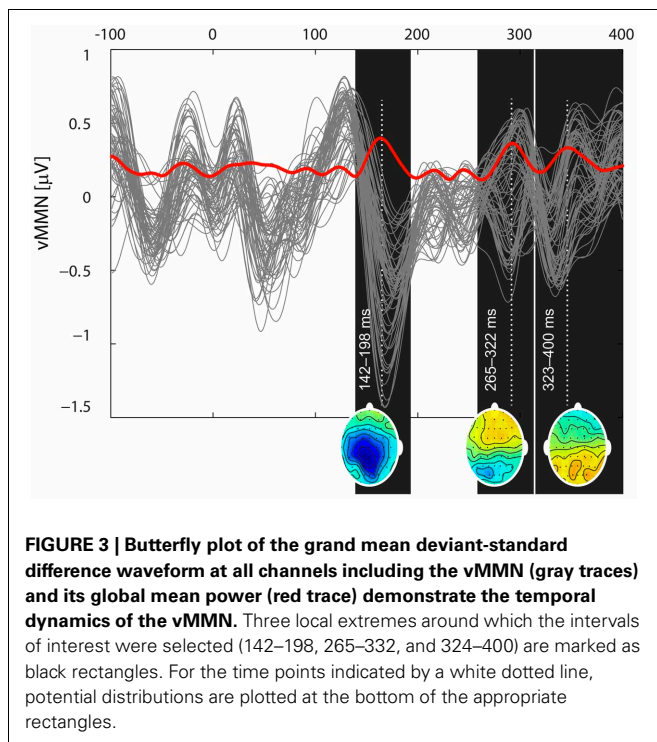 -100 0 100 200 300 400
1
0.5
0
−0.5
−1
−1.5
vMMN [µV]
142–198 ms
265–322 ms
323–400 ms
FIGURE 3 | Butterfly plot of the grand mean deviant-standard
difference waveform at all channels including the vMMN (gray traces)
and its global mean power (red trace) demonstrate the temporal
dynamics of the vMMN. Three local extremes around which the intervals
of interest were selected (142–198, 265–332, and 324–400) are marked as
black rectangles. For the time points indicated by a white dotted line,
potential distributions are plotted at the bottom of the appropriate
rectangles.